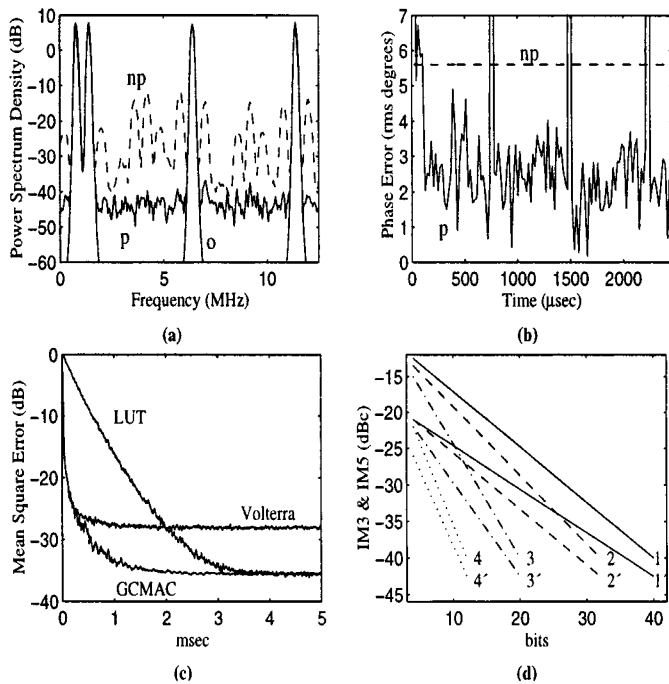 Power Spectrum Density (dB)
10
0
-10
-20
-30
-40
-50
-60
np
p
o
0
5
10
Frequency (MHz)
(a)
Phase Error (rms degrees)
7
6
5
4
3
2
1
0
np
p
0
500
1000
1500
2000
Time (μsec)
(b)
Mean Square Error (dB)
0
-10
-20
-30
-40
LUT
Volterra
GCMAC
0
1
2
3
4
5
msec
(c)
IM3 & IM5 (dBc)
-15
-20
-25
-30
-35
-40
-45
4
3
2
1
4´
3´
2´
1´
10
20
30
40
bits
(d)